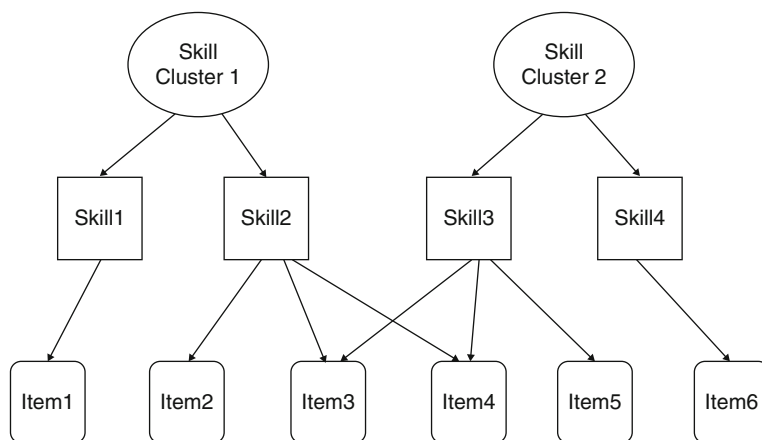 Skill
Cluster 1
Skill
Cluster 2
Skill1
Skill2
Skill3
Skill4
Item1
Item2
Item3
Item4
Item5
Item6